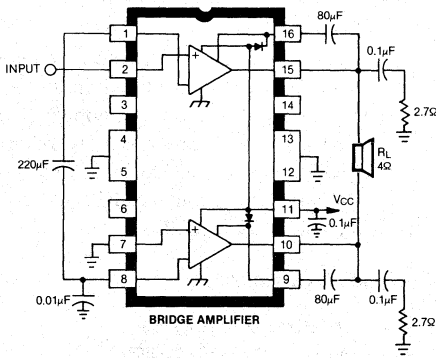 80µF
1
16
0.1µF
INPUT
2
+
−
15
3
14
2.7Ω
4
13
220µF
RL
4Ω
5
12
6
11
VCC
0.1µF
7
+
−
10
8
9
0.01µF
80µF
0.1µF
2.7Ω
BRIDGE AMPLIFIER